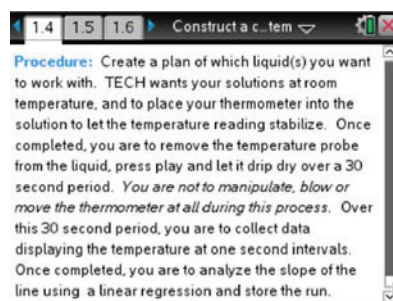 1.4 1.5 1.6 Construct a c...tem
Procedure: Create a plan of which liquid(s) you want
to work with. TECH wants your solutions at room
temperature, and to place your thermometer into the
solution to let the temperature reading stabilize. Once
completed, you are to remove the temperature probe
from the liquid, press play and let it drip dry over a 30
second period. You are not to manipulate, blow or
move the thermometer at all during this process. Over
this 30 second period, you are to collect data
displaying the temperature at one second intervals.
Once completed, you are to analyze the slope of the
line using a linear regression and store the run.